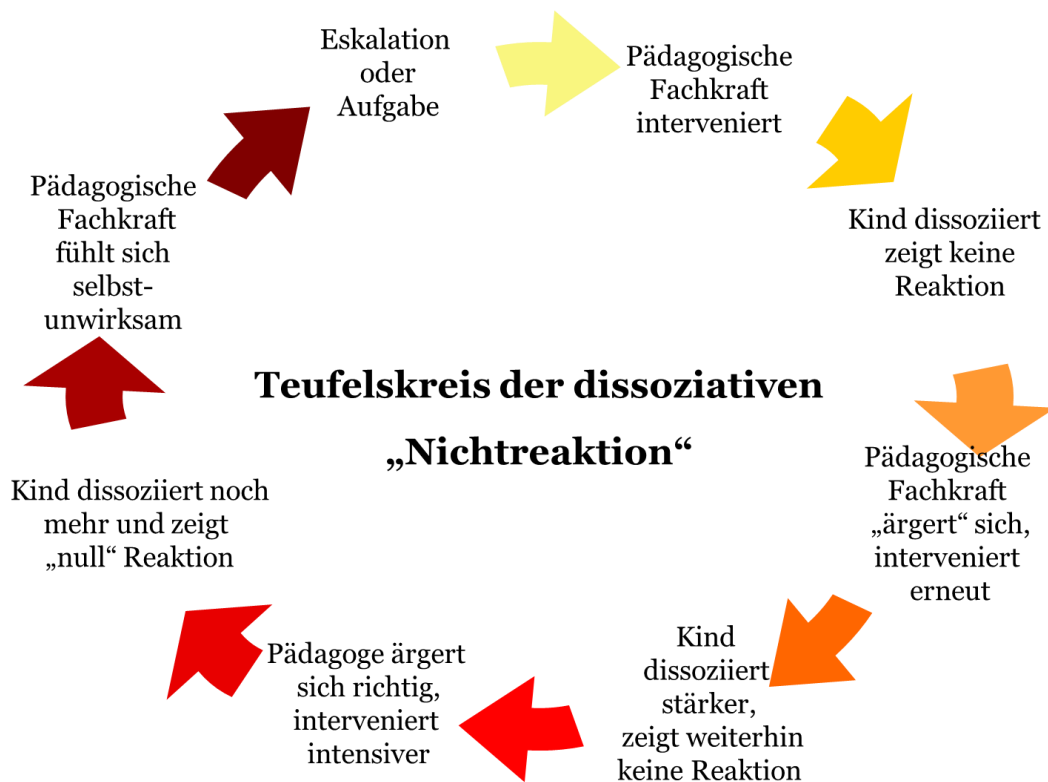 Teufelskreis der dissoziativen
„Nichtreaktion“
Pädagogische
Fachkraft
interveniert
Kind dissoziiert
zeigt keine
Reaktion
Pädagogische
Fachkraft
„ärgert“ sich,
interveniert
erneut
Kind
dissoziiert
stärker,
zeigt weiterhin
keine Reaktion
Pädagoge ärgert
sich richtig,
interveniert
intensiver
Kind dissoziiert noch
mehr und zeigt
„null“ Reaktion
Pädagogische
Fachkraft
fühlt sich
selbst-
unwirksam
Eskalation
oder
Aufgabe